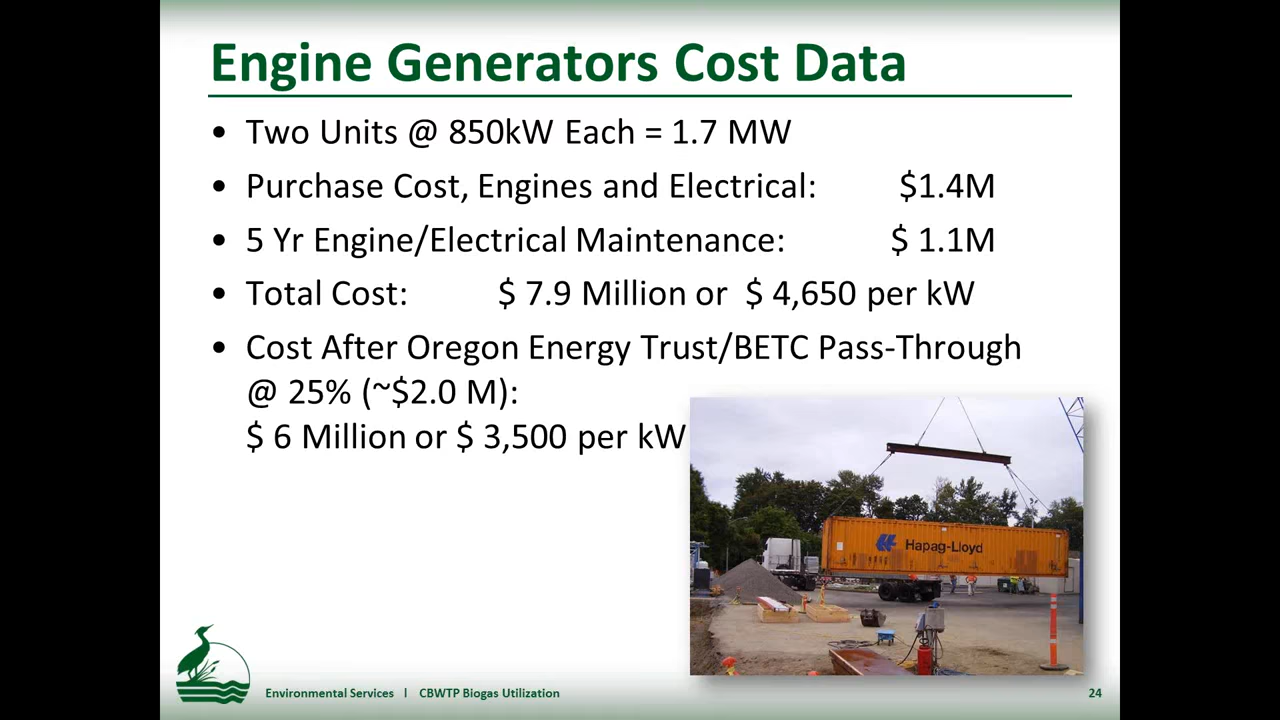 Engine Generators Cost Data
• Two Units @ 850kW Each = 1.7 MW
• Purchase Cost, Engines and Electrical: $1.4M
• 5 Yr Engine/Electrical Maintenance: $ 1.1M
• Total Cost: $ 7.9 Million or $ 4,650 per kW
• Cost After Oregon Energy Trust/BETC Pass-Through
@ 25% (~$2.0 M):
$ 6 Million or $ 3,500 per kW
Hapag-Lloyd
Environmental Services | CBWTP Biogas Utilization
24